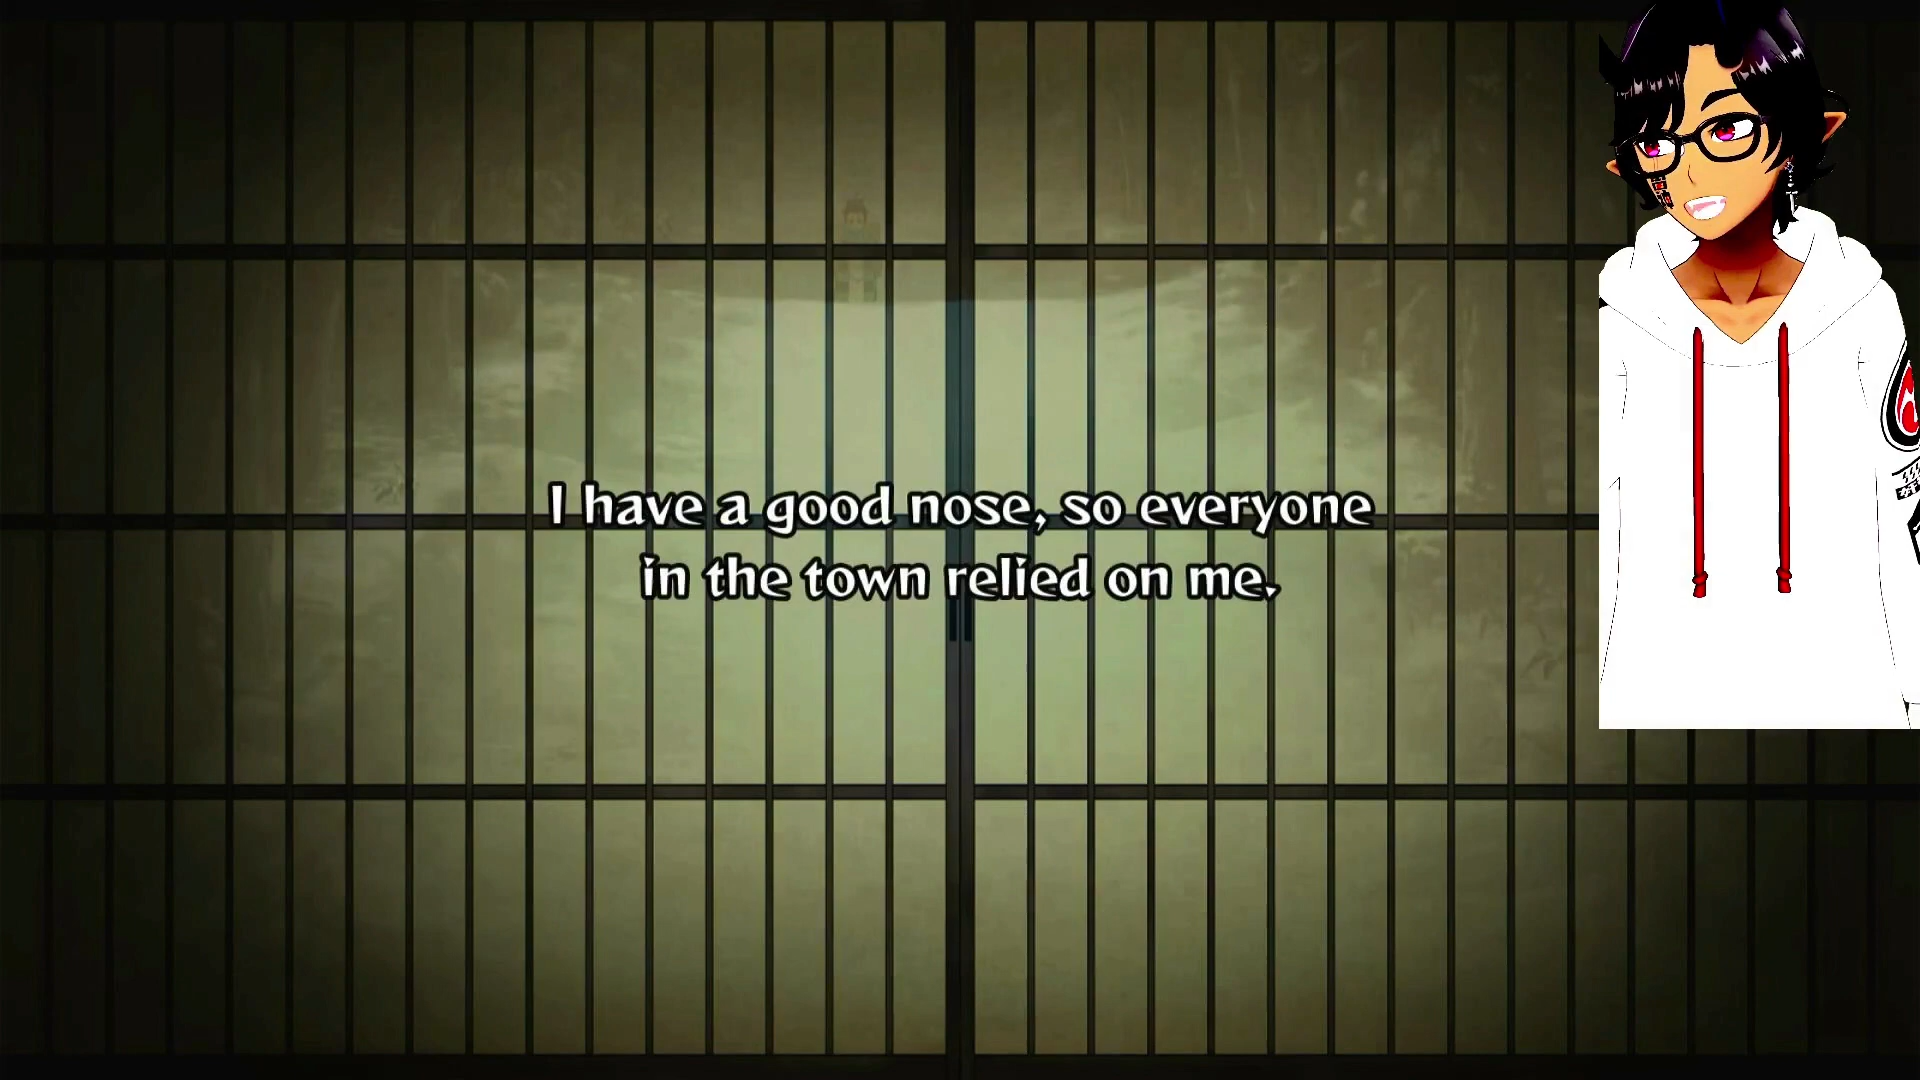 I have a good nose, so everyone
in the town relied on me.